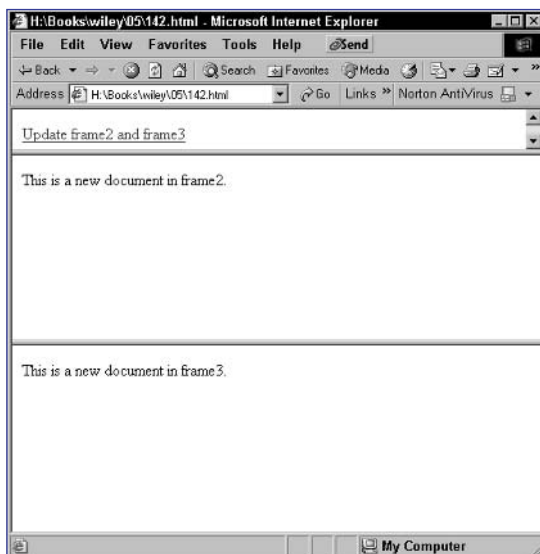 H:\Books\wiley\05\142.html - Microsoft Internet Explorer
File Edit View Favorites Tools Help Send
Back Search Favorites Media »
Address H:\Books\wiley\05\142.html Go Links » Norton AntiVirus
Update frame2 and frame3
This is a new document in frame2.
This is a new document in frame3.
My Computer